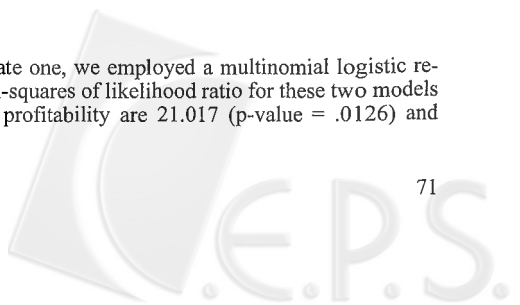 ate one, we employed a multinomial logistic re-
-squares of likelihood ratio for these two models
profitability are 21.017 (p-value = .0126) and
71
C.E.P.S.